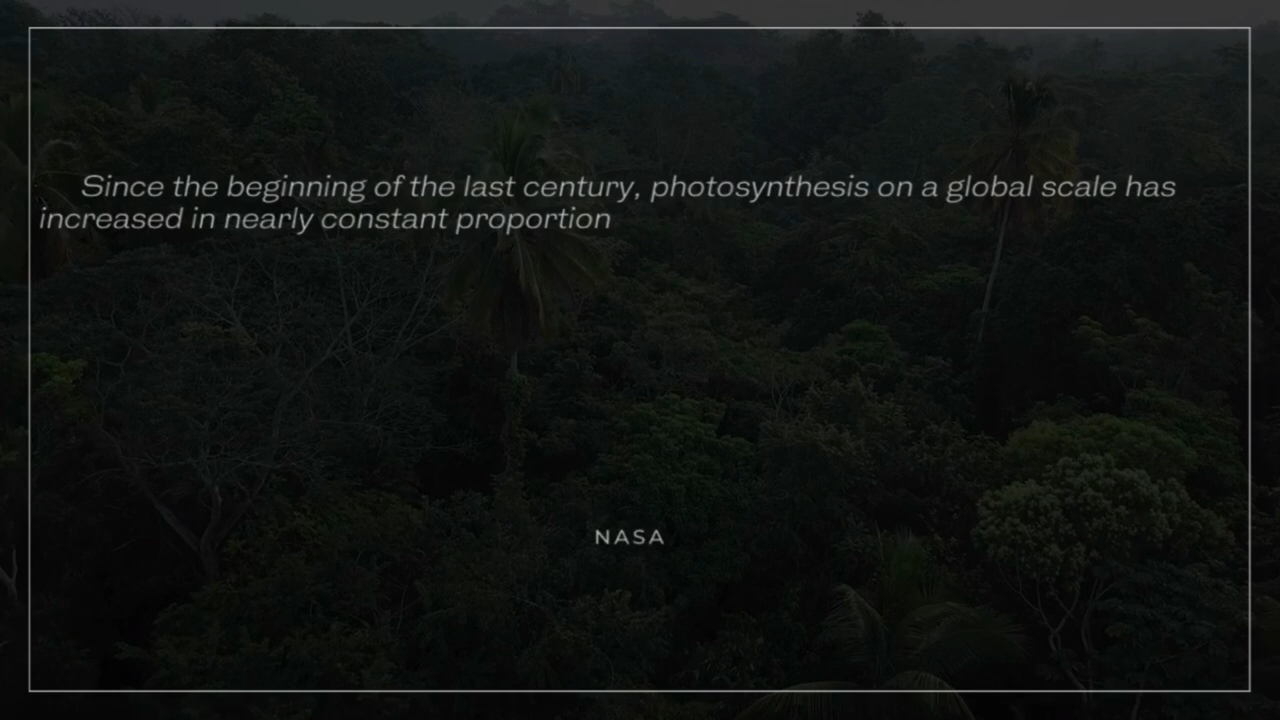 Since the beginning of the last century, photosynthesis on a global scale has
increased in nearly constant proportion
NASA